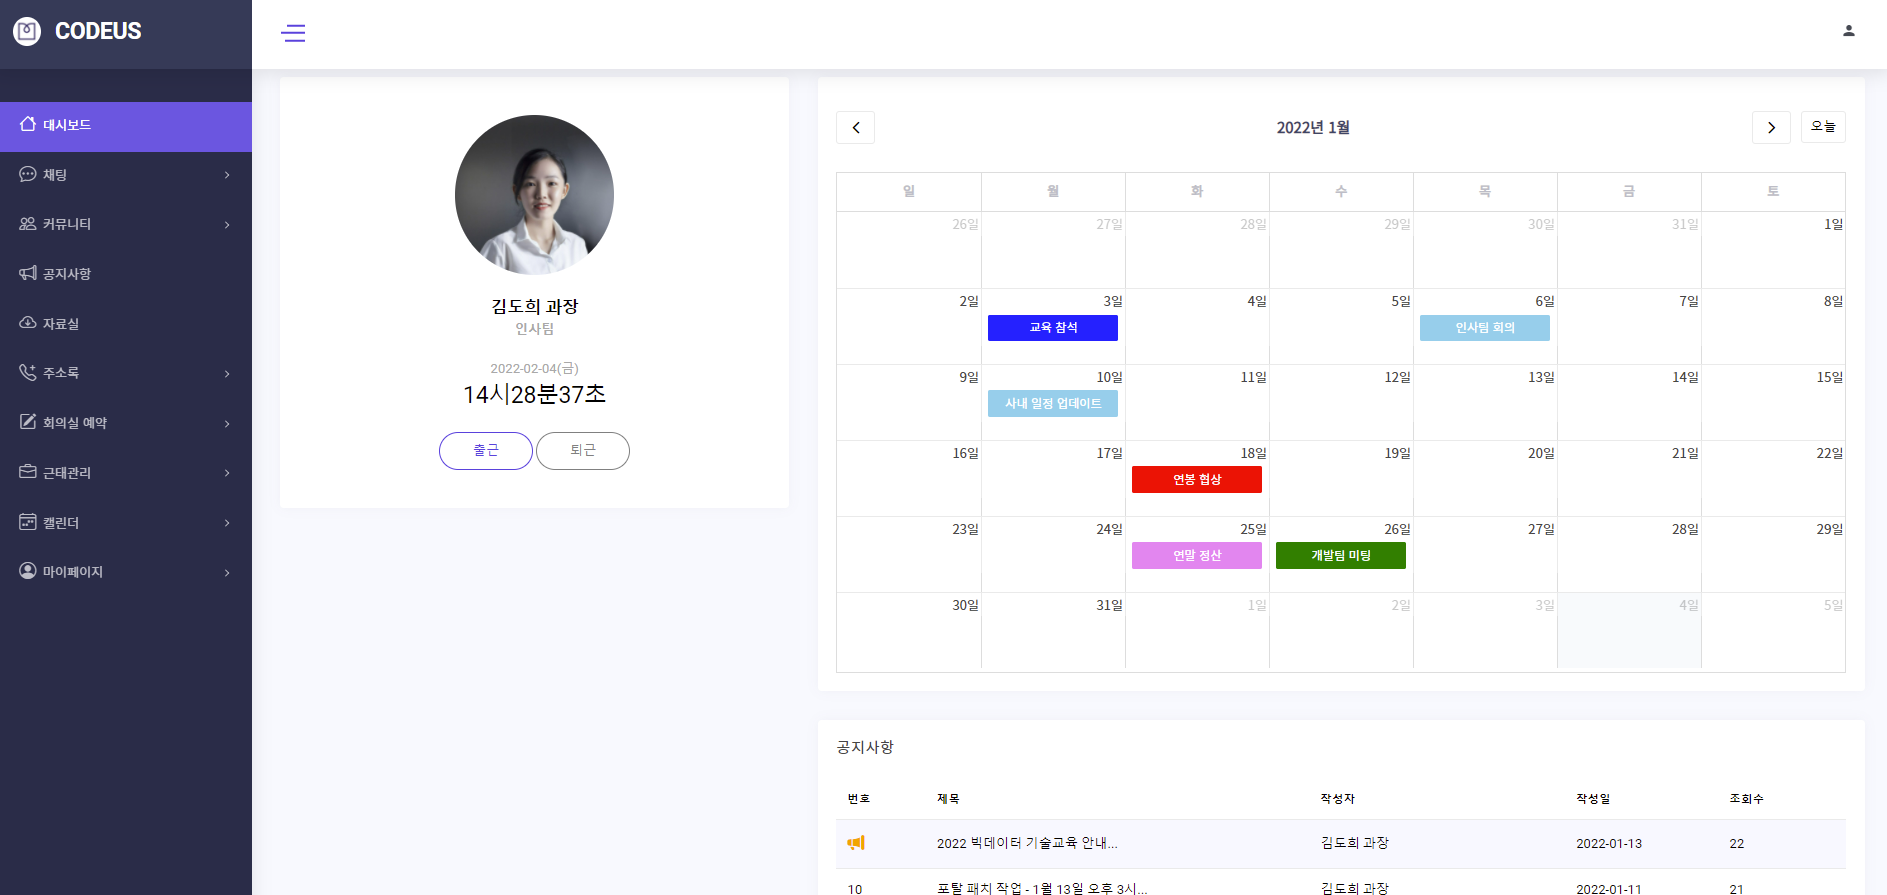 CODEUS
대시보드
채팅
커뮤니티
공지사항
자료실
주소록
회의실 예약
근태관리
캘린더
마이페이지
김도희 과장
인사팀
2022-02-04(금)
14시28분37초
출근 퇴근
2022년 1월
오늘
일 월 화 수 목 금 토
26일 27일 28일 29일 30일 31일 1일
2일 3일 4일 5일 6일 7일 8일
교육 참석 인사팀 회의
9일 10일 11일 12일 13일 14일 15일
사내 일정 업데이트
16일 17일 18일 19일 20일 21일 22일
연봉 협상
23일 24일 25일 26일 27일 28일 29일
연말 정산 개발팀 미팅
30일 31일 1일 2일 3일 4일 5일
공지사항
번호 제목 작성자 작성일 조회수
2022 빅데이터 기술교육 안내... 김도희 과장 2022-01-13 22
10 포탈 패치 작업 - 1월 13일 오후 3시... 김도희 과장 2022-01-11 21